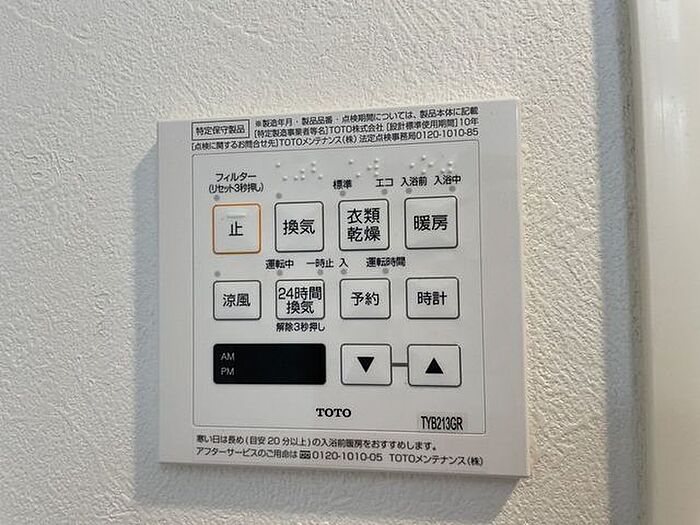 特定保守製品
※製造年月・製品品番・点検期間については、製品本体に記載
[特定製造事業者等名]TOTO株式会社 [設計標準使用期間]10年
[点検に関するお問合せ先]TOTOメンテナンス(株) 法定点検事務局0120-1010-85
フィルター
(リセット3秒押し)
標準 エコ 入浴前 入浴中
止 換気 衣類乾燥 暖房
運転中 一時止 入 運転時間
涼風 24時間換気 予約 時計
解除3秒押し
AM
PM
▼ ▲
TOTO
TYB213GR
寒い日は長め(目安20分以上)の入浴前暖房をおすすめします。
アフターサービスのご用命は 0120-1010-05 TOTOメンテナンス(株)